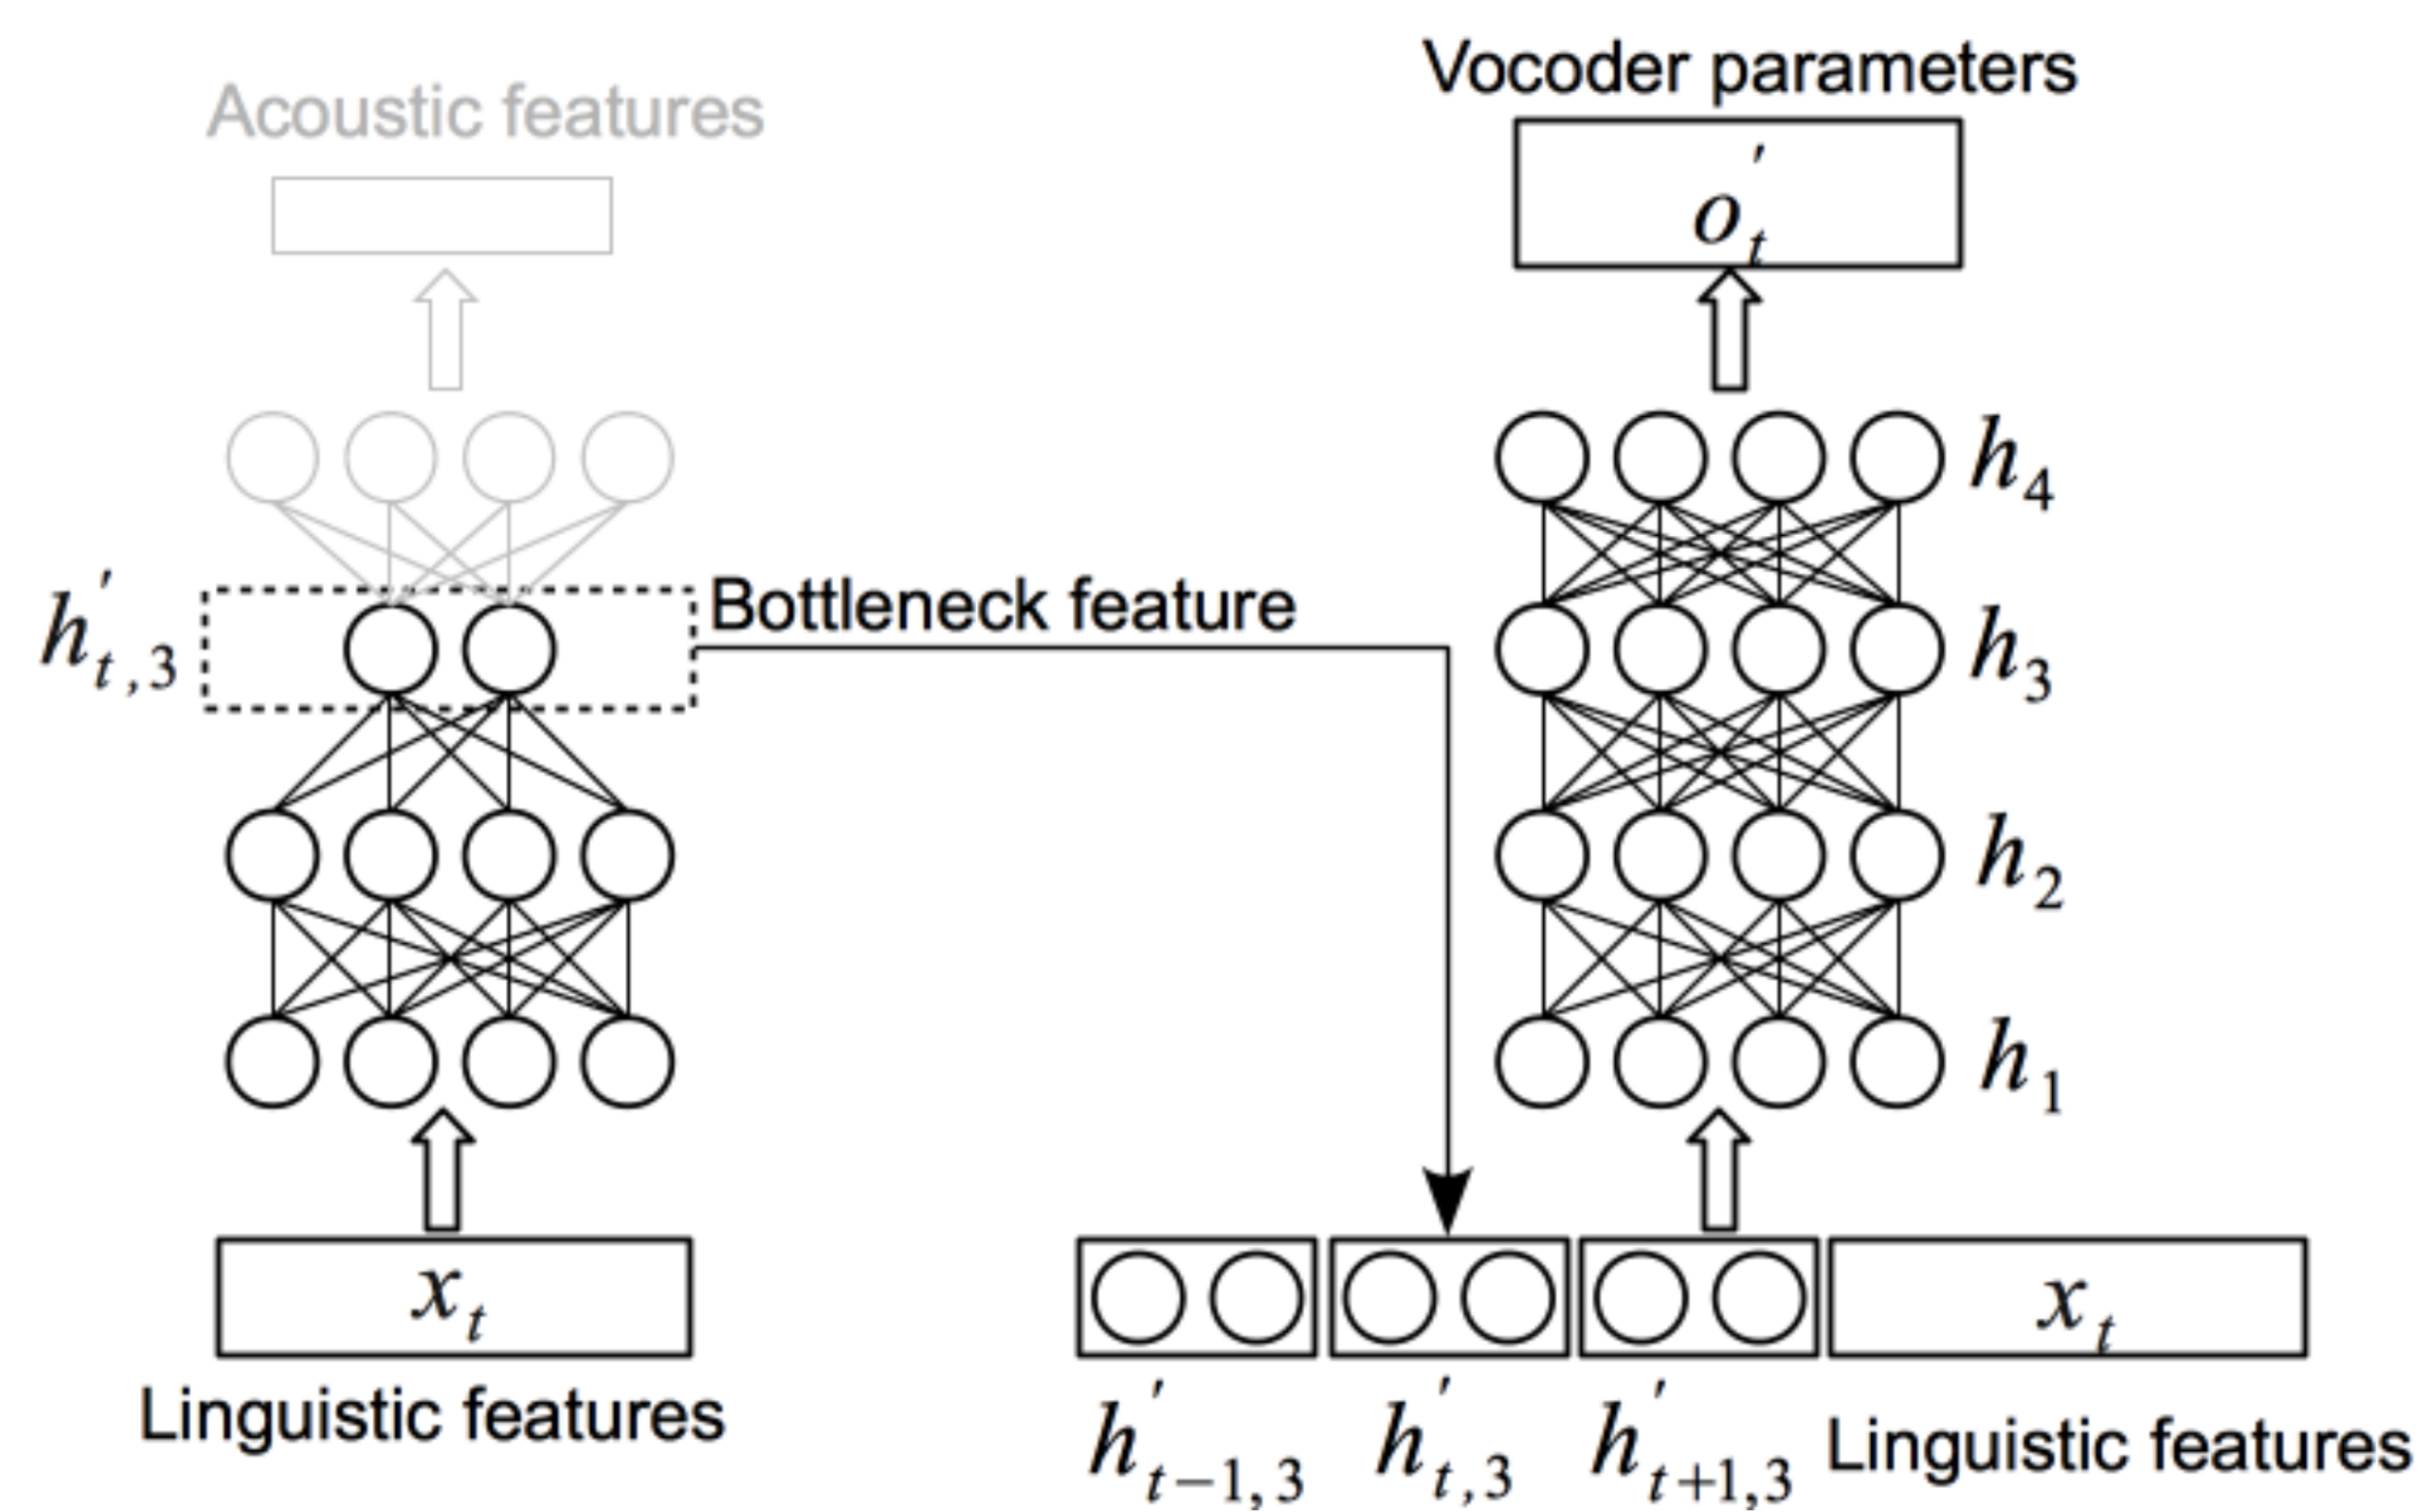 Acoustic features
h′t,3
Bottleneck feature
xt
Linguistic features
Vocoder parameters
o′t
h4
h3
h2
h1
xt
h′t−1,3
h′t,3
h′t+1,3
Linguistic features